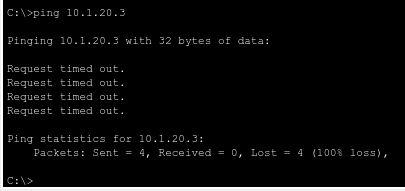 C:\>ping 10.1.20.3
Pinging 10.1.20.3 with 32 bytes of data:
Request timed out.
Request timed out.
Request timed out.
Request timed out.
Ping statistics for 10.1.20.3:
    Packets: Sent = 4, Received = 0, Lost = 4 (100% loss),
C:\>